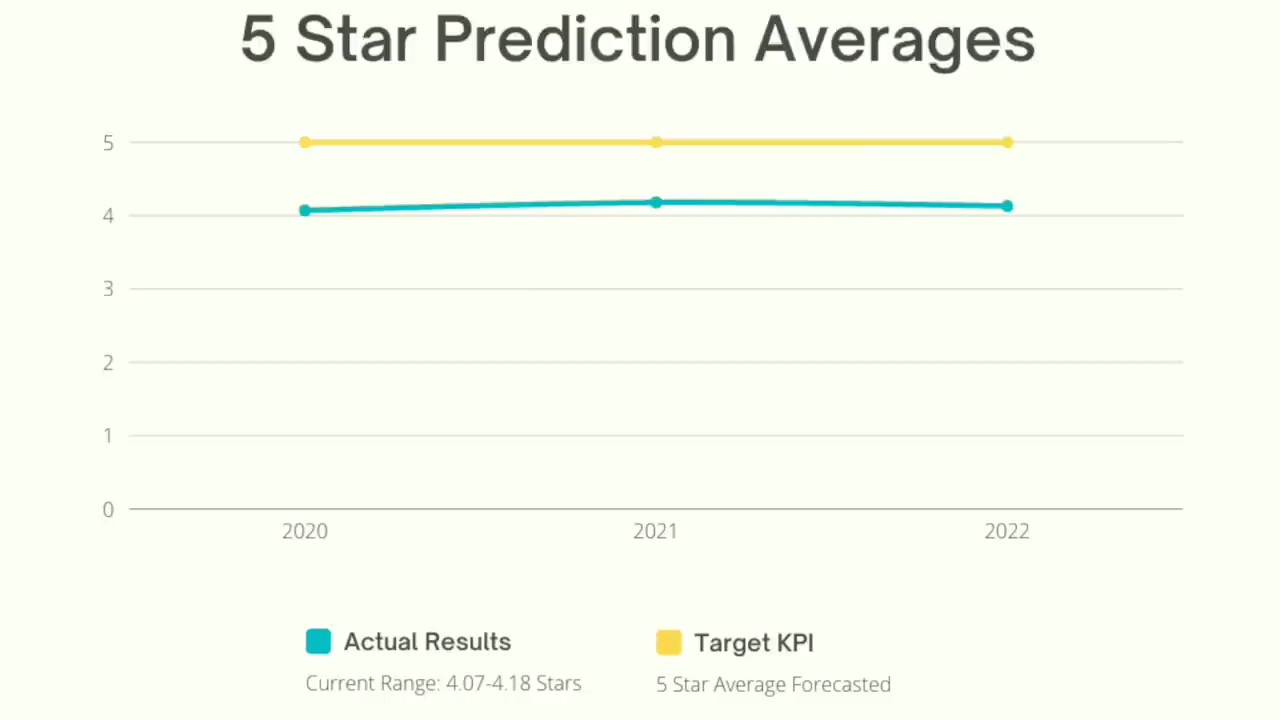 5 Star Prediction Averages
5
4
3
2
1
0
2020 2021 2022
Actual Results Target KPI
Current Range: 4.07-4.18 Stars 5 Star Average Forecasted